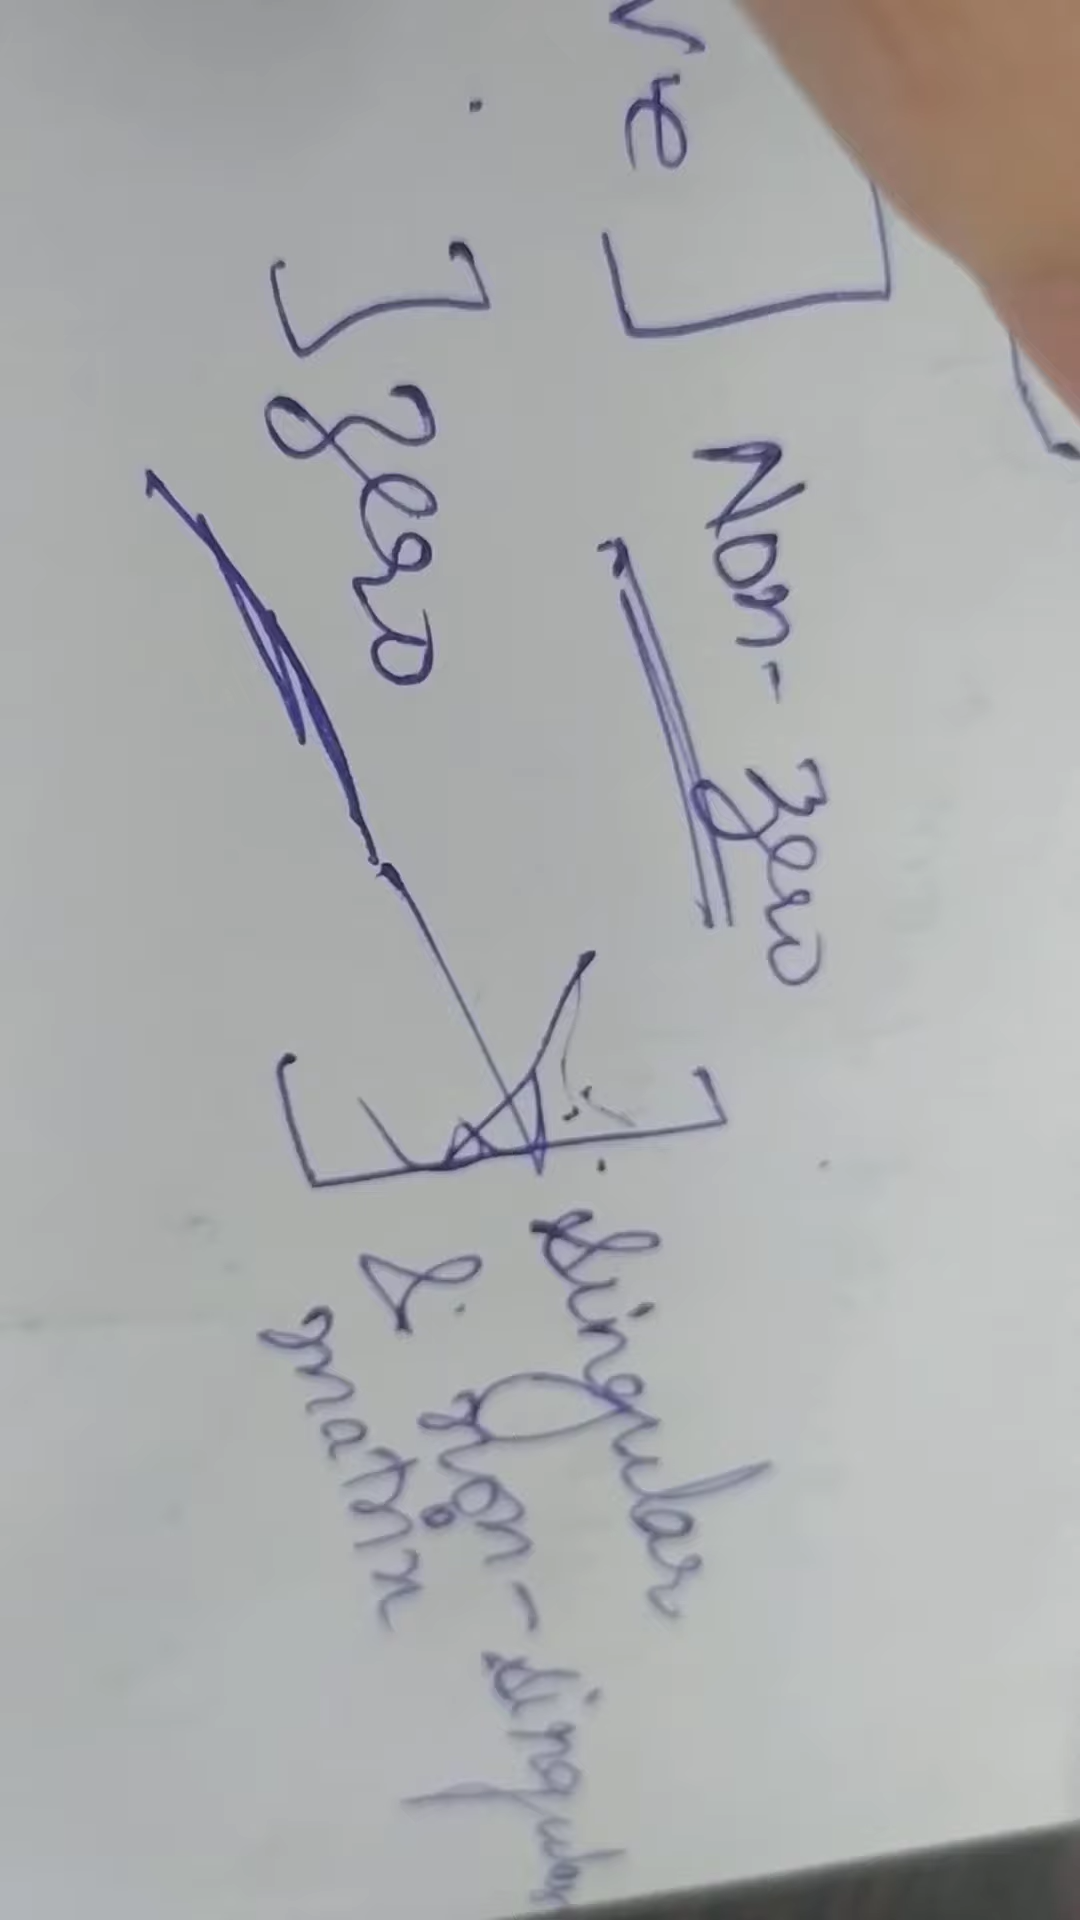 ve ] Non-zero
] zero
] Singular
& non-singular
matrix